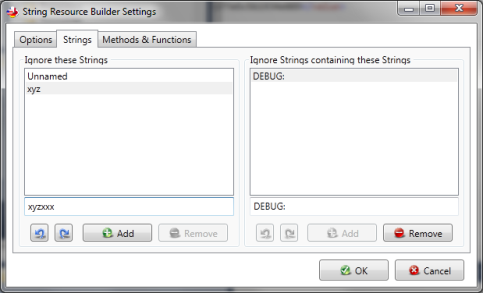 String Resource Builder Settings
Options Strings Methods & Functions
Ignore these Strings
Unnamed
xyz
xyzxxx
Add Remove
Ignore Strings containing these Strings
DEBUG:
DEBUG:
Add Remove
OK Cancel